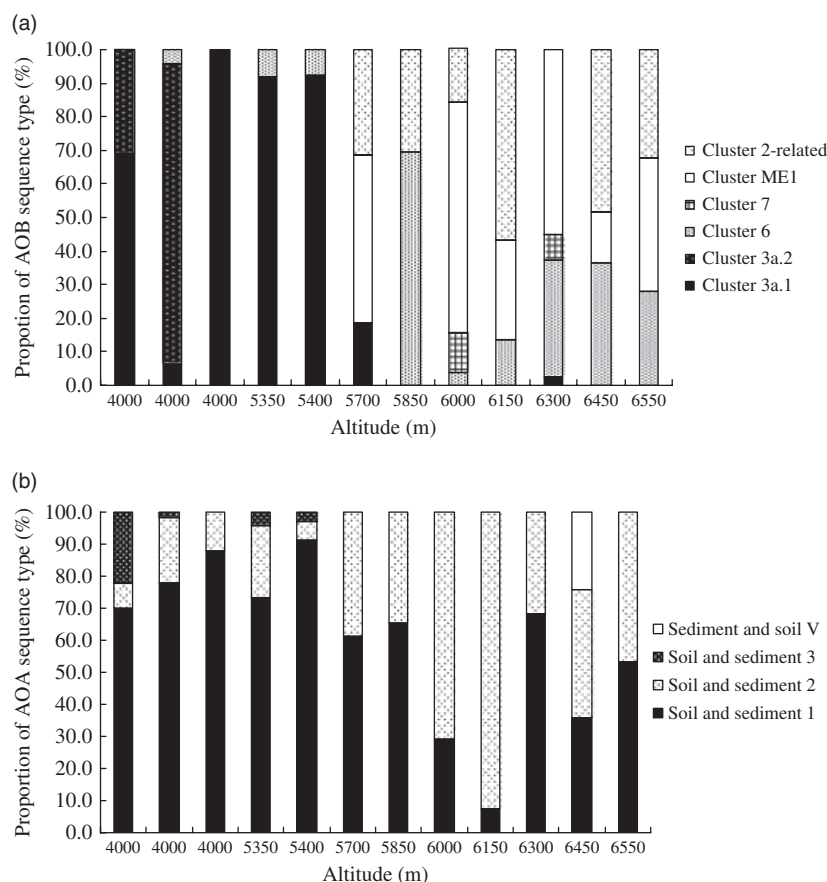 (a)
Propotion of AOB sequence type (%)
100.0
90.0
80.0
70.0
60.0
50.0
40.0
30.0
20.0
10.0
0.0
4000 4000 4000 5350 5400 5700 5850 6000 6150 6300 6450 6550
Altitude (m)
Cluster 2-related
Cluster ME1
Cluster 7
Cluster 6
Cluster 3a.2
Cluster 3a.1
(b)
Proportion of AOA sequence type (%)
100.0
90.0
80.0
70.0
60.0
50.0
40.0
30.0
20.0
10.0
0.0
4000 4000 4000 5350 5400 5700 5850 6000 6150 6300 6450 6550
Altitude (m)
Sediment and soil V
Soil and sediment 3
Soil and sediment 2
Soil and sediment 1